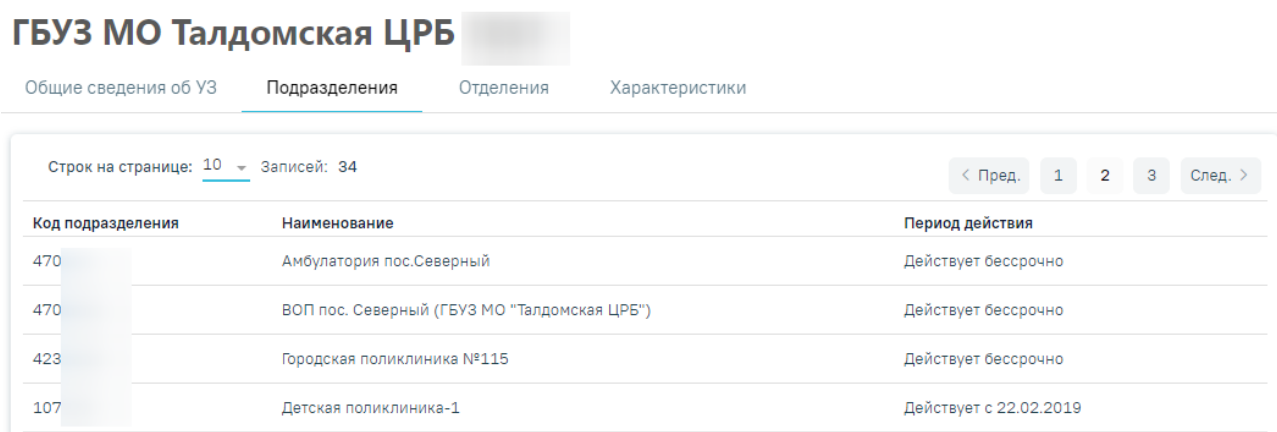 ГБУЗ МО Талдомская ЦРБ
Общие сведения об УЗ Подразделения Отделения Характеристики
Строк на странице: 10 Записей: 34 < Пред. 1 2 3 След. >
Код подразделения Наименование Период действия
470 Амбулатория пос.Северный Действует бессрочно
470 ВОП пос. Северный (ГБУЗ МО "Талдомская ЦРБ") Действует бессрочно
423 Городская поликлиника №115 Действует бессрочно
107 Детская поликлиника-1 Действует с 22.02.2019